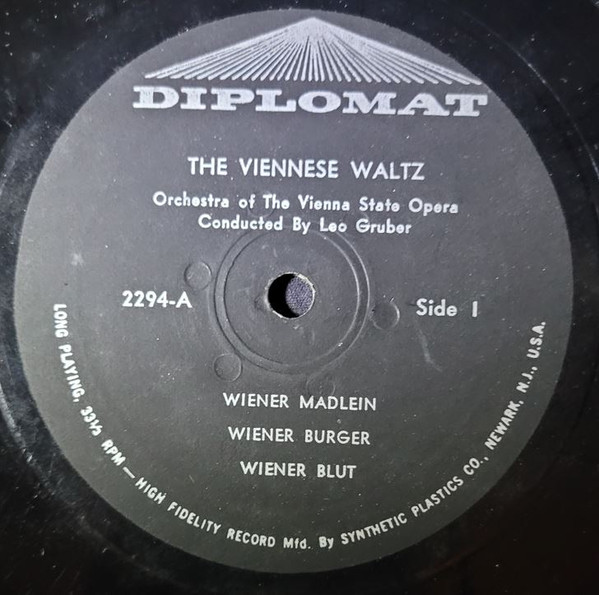 DIPLOMAT
THE VIENNESE WALTZ
Orchestra of The Vienna State Opera
Conducted By Leo Gruber
2294-A
Side 1
WIENER MADLEIN
WIENER BURGER
WIENER BLUT
LONG PLAYING, 33⅓ RPM — HIGH FIDELITY RECORD Mfd. By SYNTHETIC PLASTICS CO., NEWARK, N.J., U.S.A.